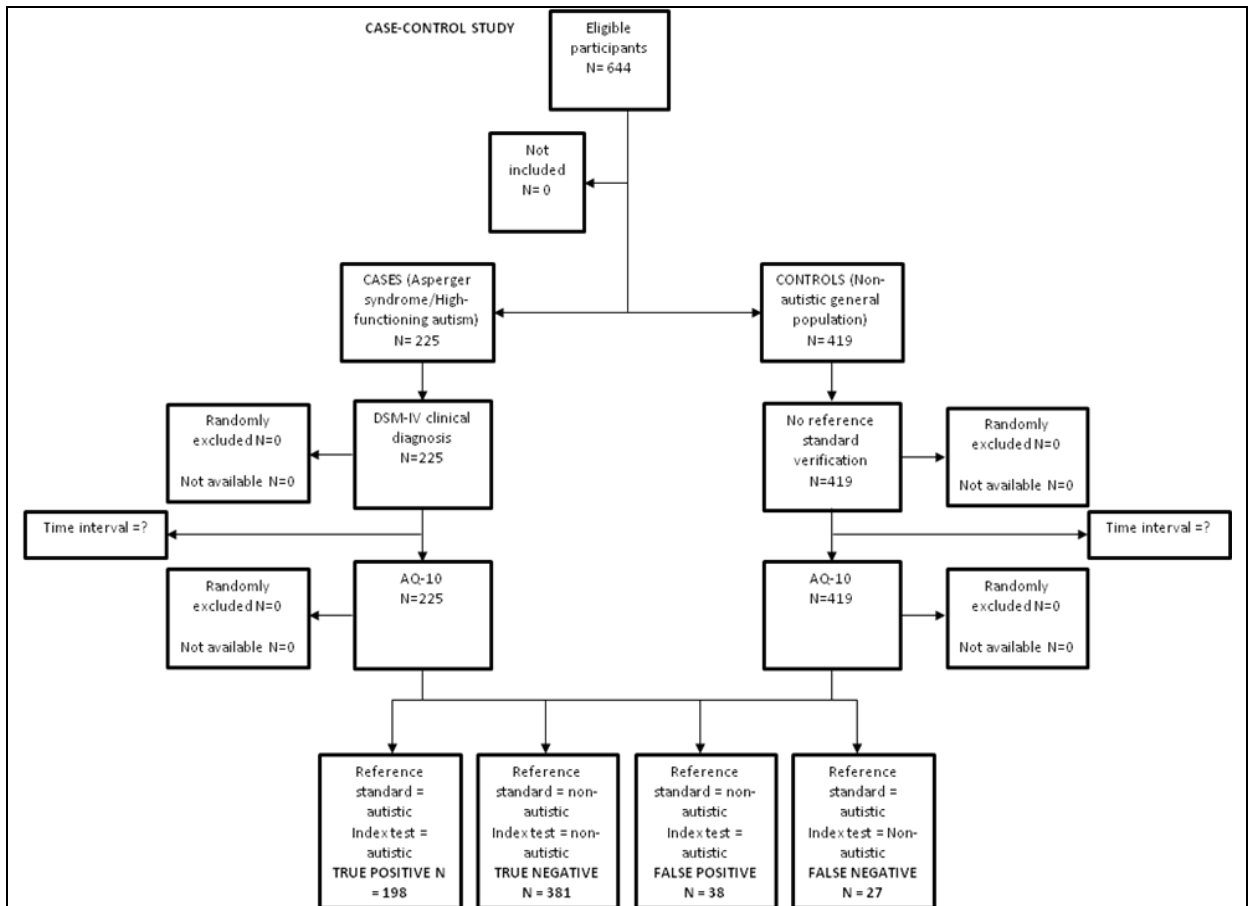 CASE-CONTROL STUDY
Eligible
participants
N= 644
Not
included
N= 0
CASES (Asperger
syndrome/High-
functioning autism)
N= 225
CONTROLS (Non-
autistic general
population)
N= 419
Randomly
excluded N=0
Not available N=0
DSM-IV clinical
diagnosis
N=225
No reference
standard
verification
N=419
Randomly
excluded N=0
Not available N=0
Time interval =?
Time interval =?
Randomly
excluded N=0
Not available N=0
AQ-10
N=225
AQ-10
N=419
Randomly
excluded N=0
Not available N=0
Reference
standard =
autistic
Index test =
autistic
TRUE POSITIVE N
= 198
Reference
standard = non-
autistic
Index test = non-
autistic
TRUE NEGATIVE
N = 381
Reference
standard = non-
autistic
Index test =
autistic
FALSE POSITIVE
N = 38
Reference
standard =
autistic
Index test = Non-
autistic
FALSE NEGATIVE
N = 27